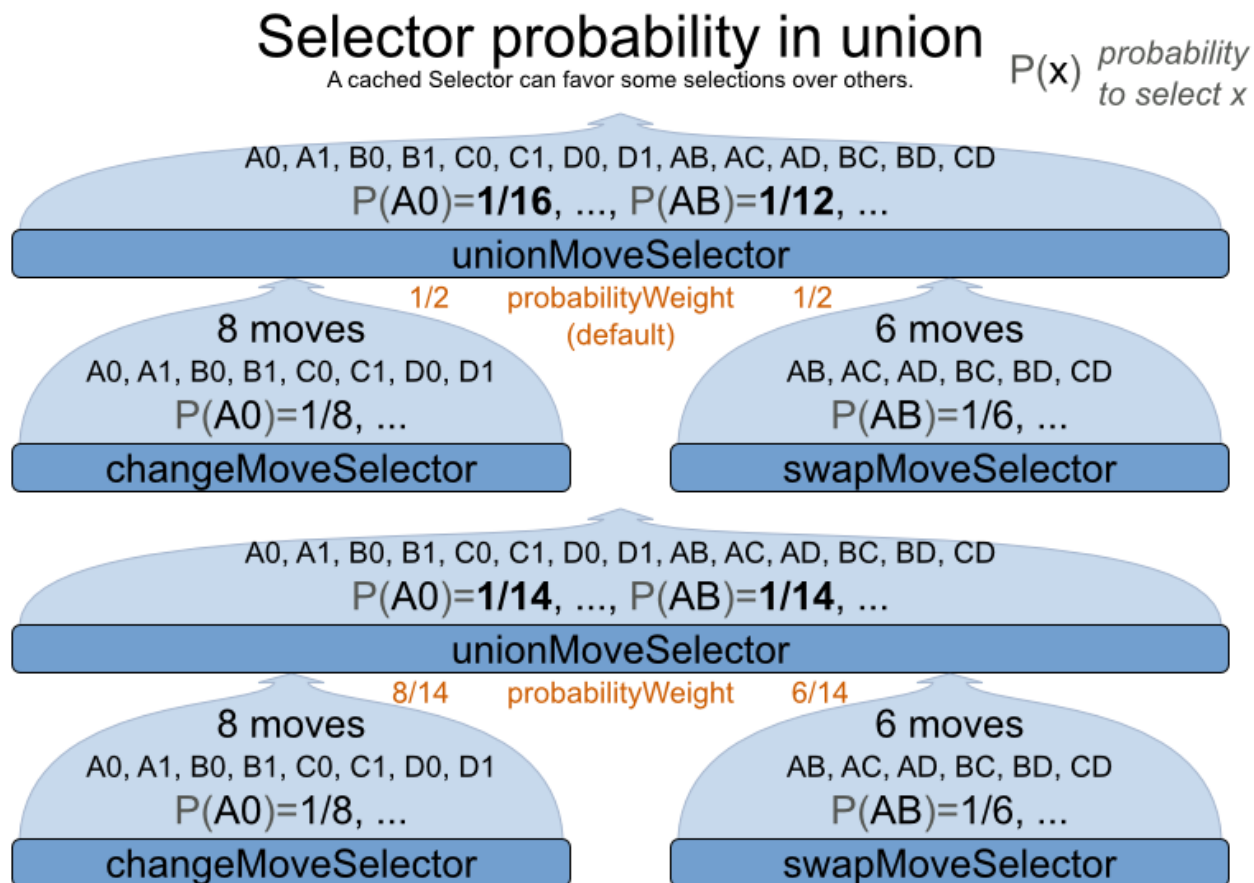 Selector probability in union
A cached Selector can favor some selections over others.
P(x) probability
to select x
A0, A1, B0, B1, C0, C1, D0, D1, AB, AC, AD, BC, BD, CD
P(A0)=1/16, ..., P(AB)=1/12, ...
unionMoveSelector
1/2 probabilityWeight 1/2
(default)
8 moves
A0, A1, B0, B1, C0, C1, D0, D1
P(A0)=1/8, ...
changeMoveSelector
6 moves
AB, AC, AD, BC, BD, CD
P(AB)=1/6, ...
swapMoveSelector
A0, A1, B0, B1, C0, C1, D0, D1, AB, AC, AD, BC, BD, CD
P(A0)=1/14, ..., P(AB)=1/14, ...
unionMoveSelector
8/14 probabilityWeight 6/14
8 moves
A0, A1, B0, B1, C0, C1, D0, D1
P(A0)=1/8, ...
changeMoveSelector
6 moves
AB, AC, AD, BC, BD, CD
P(AB)=1/6, ...
swapMoveSelector